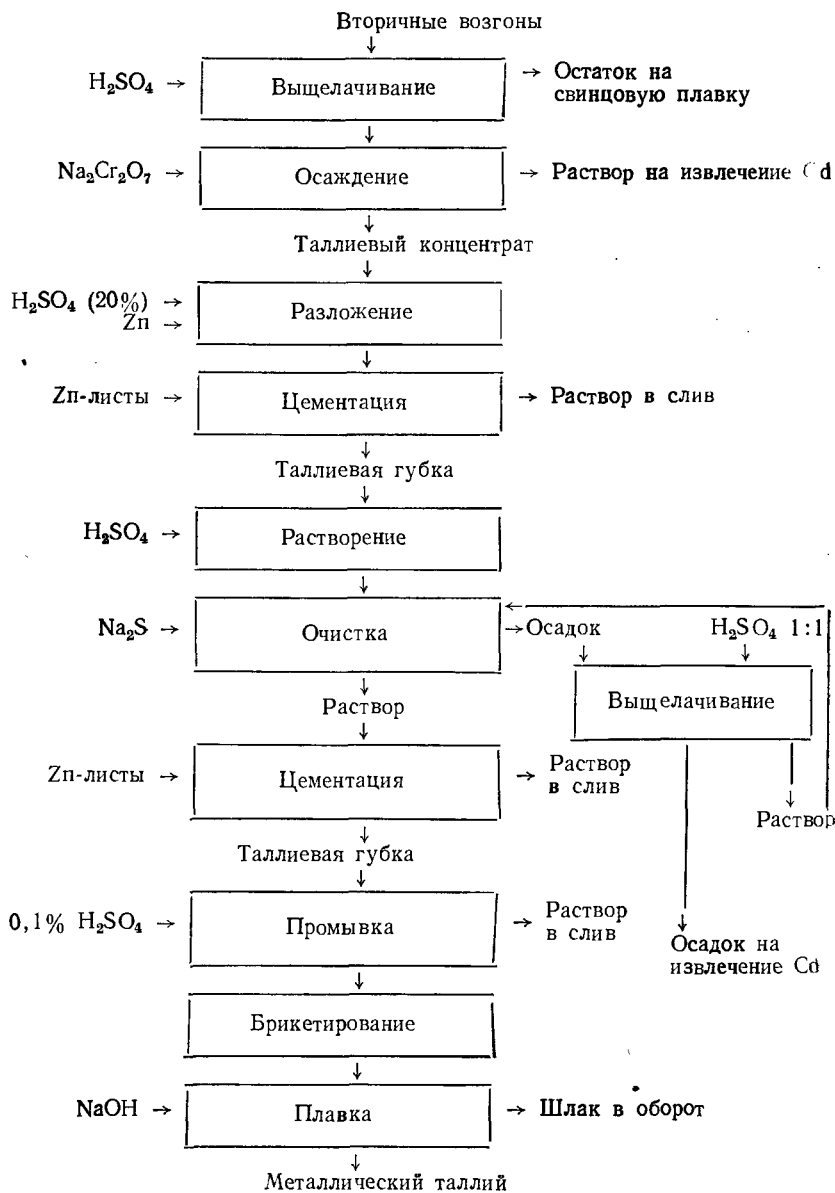 Вторичные возгоны
↓
H₂SO₄ → Выщелачивание → Остаток на
свинцовую плавку
↓
Na₂Cr₂O₇ → Осаждение → Раствор на извлечение Cd
↓
Таллиевый концентрат
↓
H₂SO₄ (20%) →
Zn → Разложение
↓
Zn-листы → Цементация → Раствор в слив
↓
Таллиевая губка
↓
H₂SO₄ → Растворение
↓
Na₂S → Очистка → Осадок H₂SO₄ 1:1
↓
Выщелачивание
Раствор
↓
Zn-листы → Цементация → Раствор
в слив
Раствор
↓
Таллиевая губка
↓
0,1% H₂SO₄ → Промывка → Раствор
в слив
Осадок на
извлечение Cd
↓
Брикетирование
↓
NaOH → Плавка → Шлак в оборот
↓
Металлический таллий